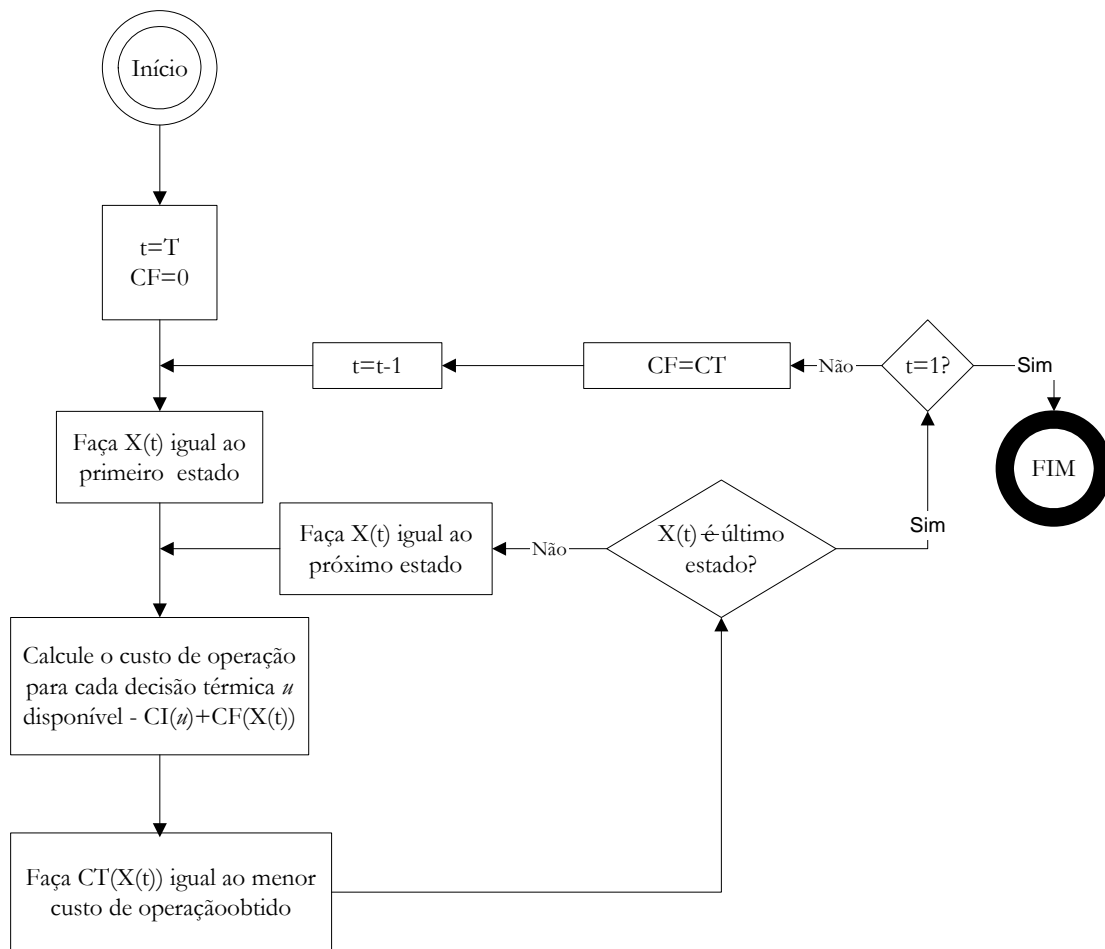 Início
t=T
CF=0
t=t-1
CF=CT
Não
t=1?
Sim
Faça X(t) igual ao
primeiro estado
FIM
Faça X(t) igual ao
próximo estado
Não
X(t) é último
estado?
Sim
Calcule o custo de operação
para cada decisão térmica u
disponível - CI(u)+CF(X(t))
Faça CT(X(t)) igual ao menor
custo de operaçãoobtido